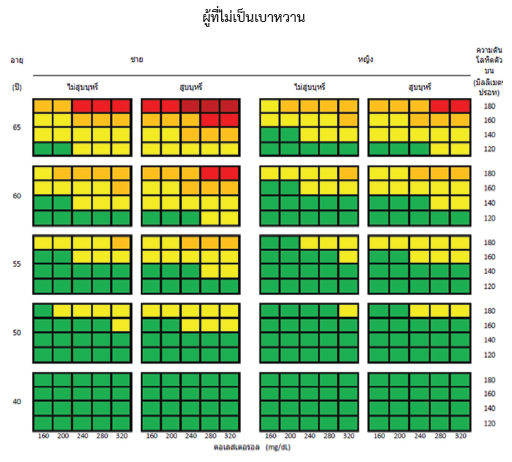 ผู้ที่ไม่เป็นเบาหวาน
อายุ ชาย หญิง ความดัน
โลหิตตัว
บน
(ปี) ไม่สูบบุหรี่ สูบบุหรี่ ไม่สูบบุหรี่ สูบบุหรี่ (มิลลิเมตร
ปรอท)
180
65 160
140
120
180
60 160
140
120
180
55 160
140
120
180
50 160
140
120
180
40 160
140
120
160 200 240 280 320 160 200 240 280 320 160 200 240 280 320 160 200 240 280 320
คอเลสเตอรอล (mg/dL)